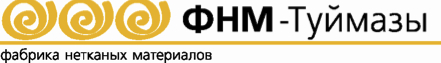 ФНМ-Туймазы
фабрика нетканых материалов